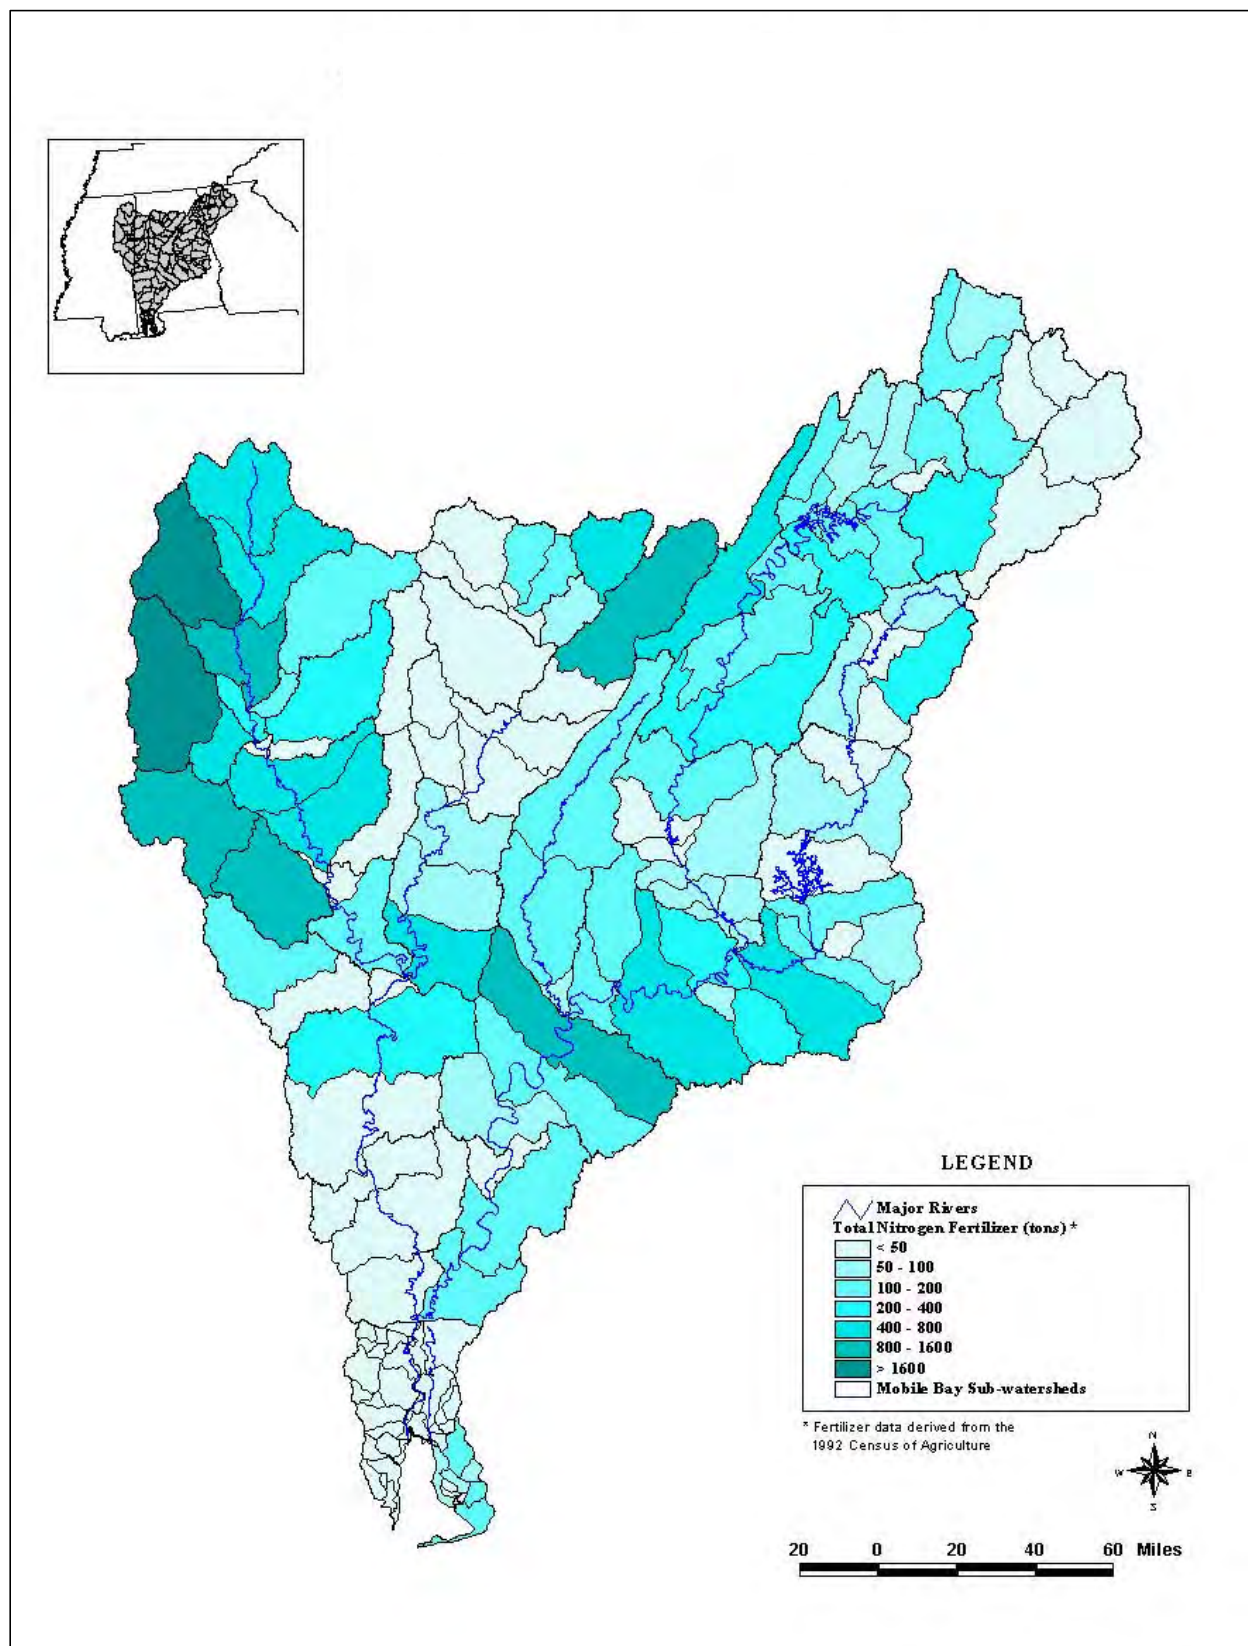 LEGEND
Major Rivers
Total Nitrogen Fertilizer (tons) *
< 50
50 - 100
100 - 200
200 - 400
400 - 800
800 - 1600
> 1600
Mobile Bay Sub-watersheds
* Fertilizer data derived from the
1992 Census of Agriculture
N
W E
S
20 0 20 40 60 Miles